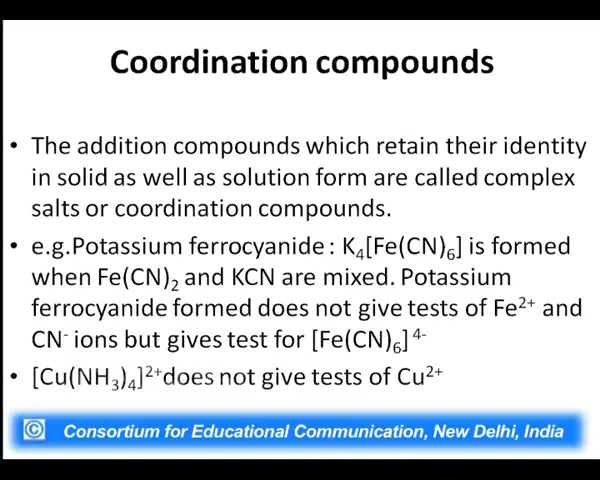 Coordination compounds
• The addition compounds which retain their identity
in solid as well as solution form are called complex
salts or coordination compounds.
• e.g.Potassium ferrocyanide : K₄[Fe(CN)₆] is formed
when Fe(CN)₂ and KCN are mixed. Potassium
ferrocyanide formed does not give tests of Fe²⁺ and
CN⁻ ions but gives test for [Fe(CN)₆] ⁴⁻
• [Cu(NH₃)₄]²⁺does not give tests of Cu²⁺
© Consortium for Educational Communication, New Delhi, India